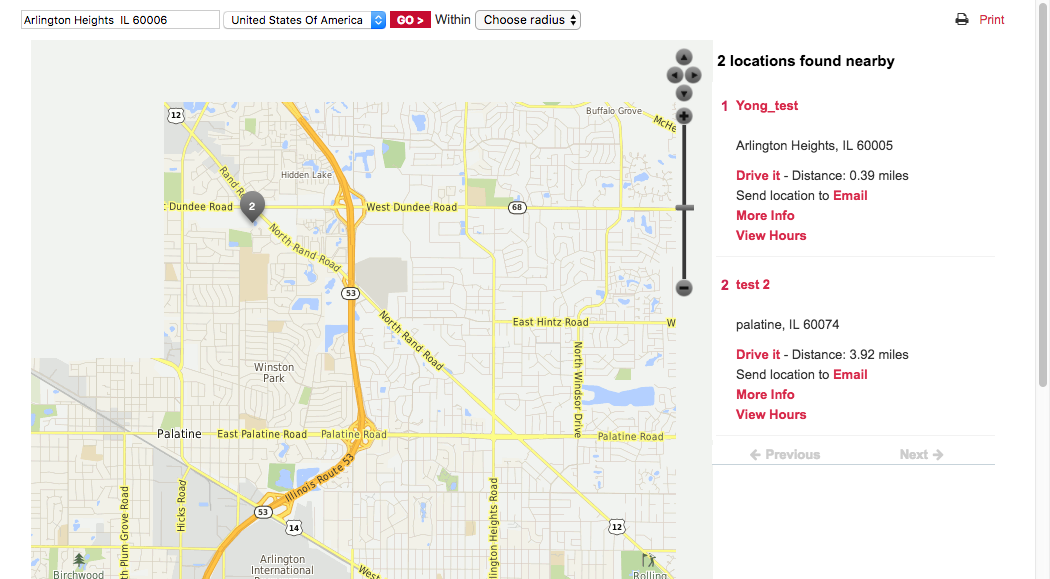 Arlington Heights IL 60006
United States Of America
GO >
Within
Choose radius
Print
2 locations found nearby
1 Yong_test
Arlington Heights, IL 60005
Drive it - Distance: 0.39 miles
Send location to Email
More Info
View Hours
2 test 2
palatine, IL 60074
Drive it - Distance: 3.92 miles
Send location to Email
More Info
View Hours
Previous
Next
12
Buffalo Grove
McHe
Hidden Lake
Rand Ro
2
t Dundee Road
West Dundee Road
68
North Rand Road
53
North Rand Road
East Hintz Road
W
North Windsor Drive
Winston
Park
Palatine
East Palatine Road
Palatine Road
Palatine Road
Illinois Route 53
53
14
12
Hicks Road
th Plum Grove Road
lington Heights Road
Arlington
International
West
Birchwood
Rolling